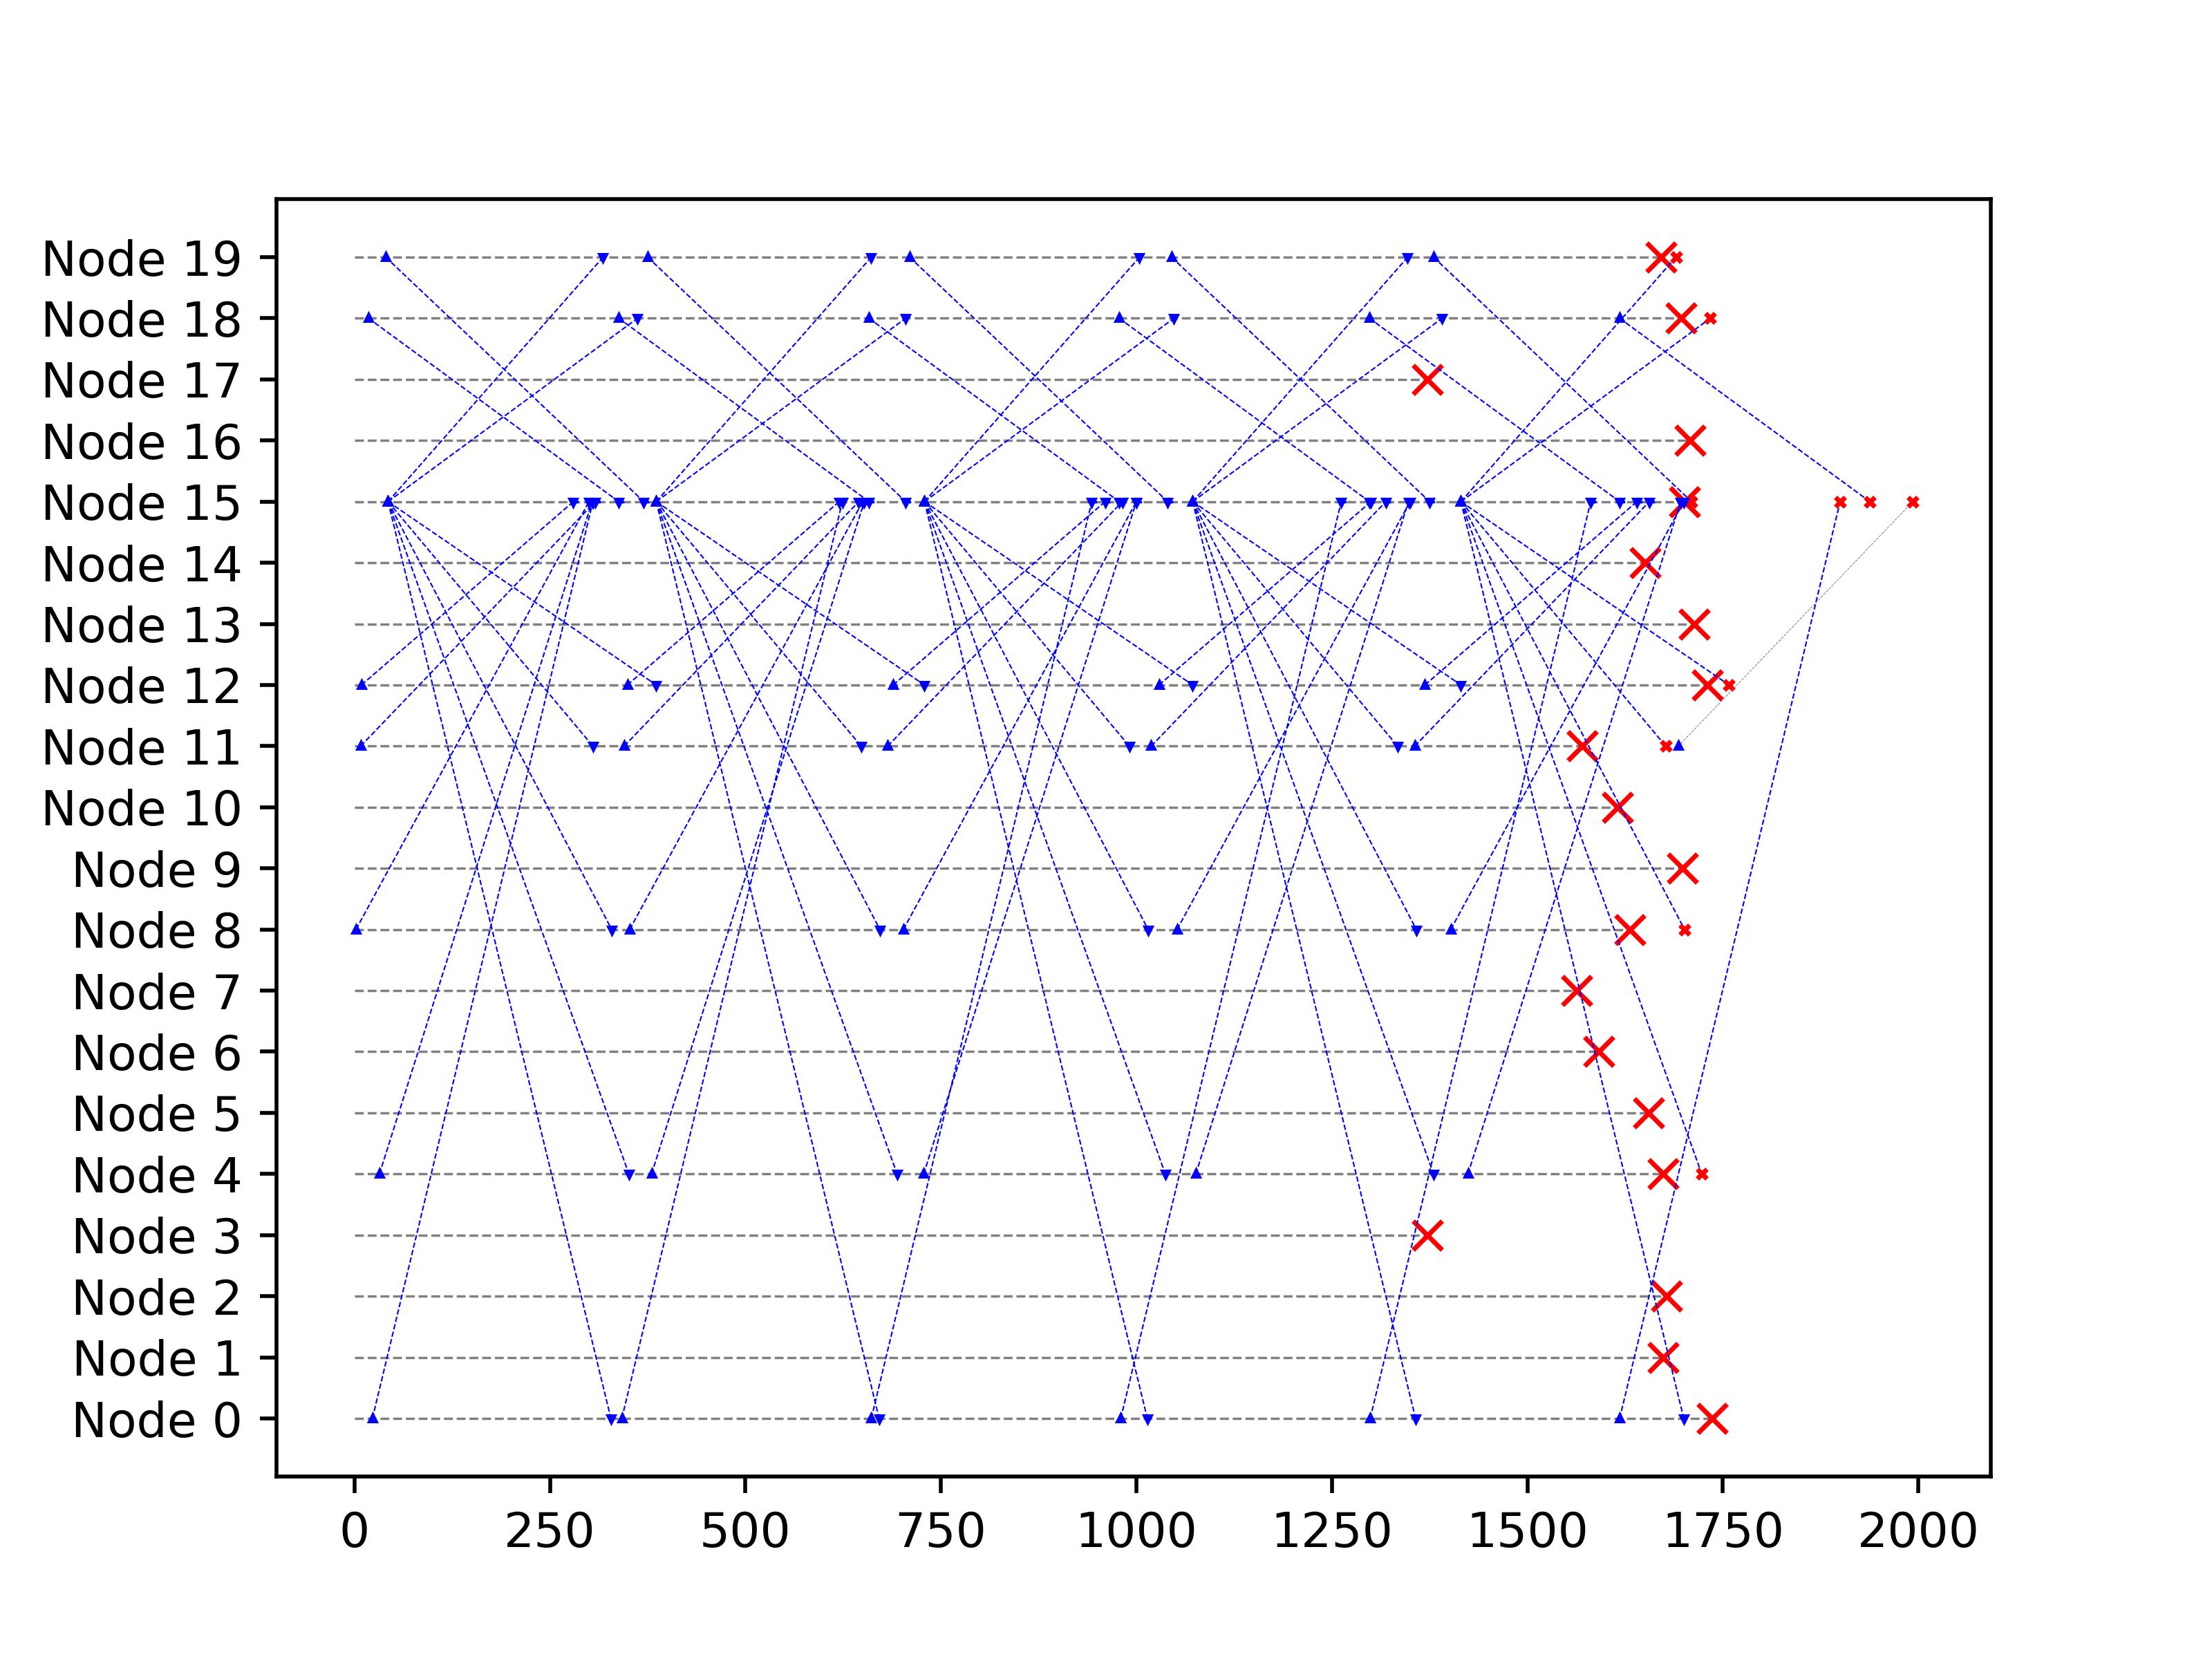 Node 19
Node 18
Node 17
Node 16
Node 15
Node 14
Node 13
Node 12
Node 11
Node 10
Node 9
Node 8
Node 7
Node 6
Node 5
Node 4
Node 3
Node 2
Node 1
Node 0
0 250 500 750 1000 1250 1500 1750 2000